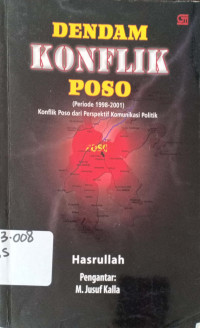 DENDAM
KONFLIK
POSO
(Periode 1998-2001)
Konflik Poso dari Perspektif Komunikasi Politik
POSO
3.008
S
Hasrullah
Pengantar:
M. Jusuf Kalla